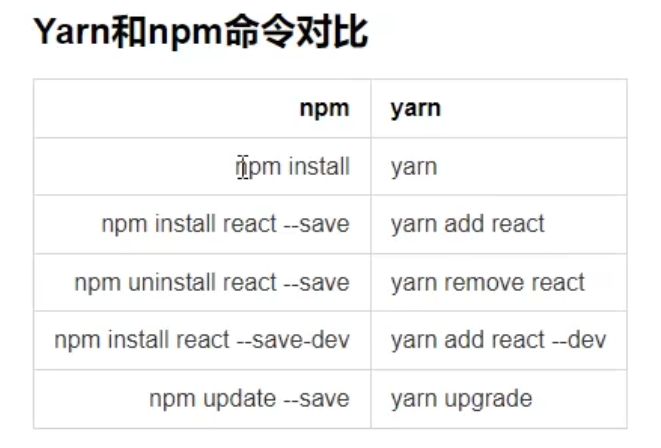 Yarn和npm命令对比
npm yarn
npm install yarn
npm install react --save yarn add react
npm uninstall react --save yarn remove react
npm install react --save-dev yarn add react --dev
npm update --save yarn upgrade